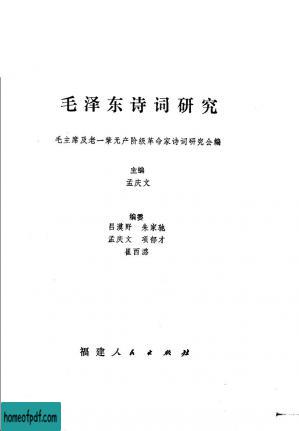 毛泽东诗词研究
毛主席及老一辈无产阶级革命家诗词研究会编
主编
孟庆文
编委
吕漠野 朱家驰
孟庆文 项郁才
崔西潞
福建人民出版社
homeofpdf.com